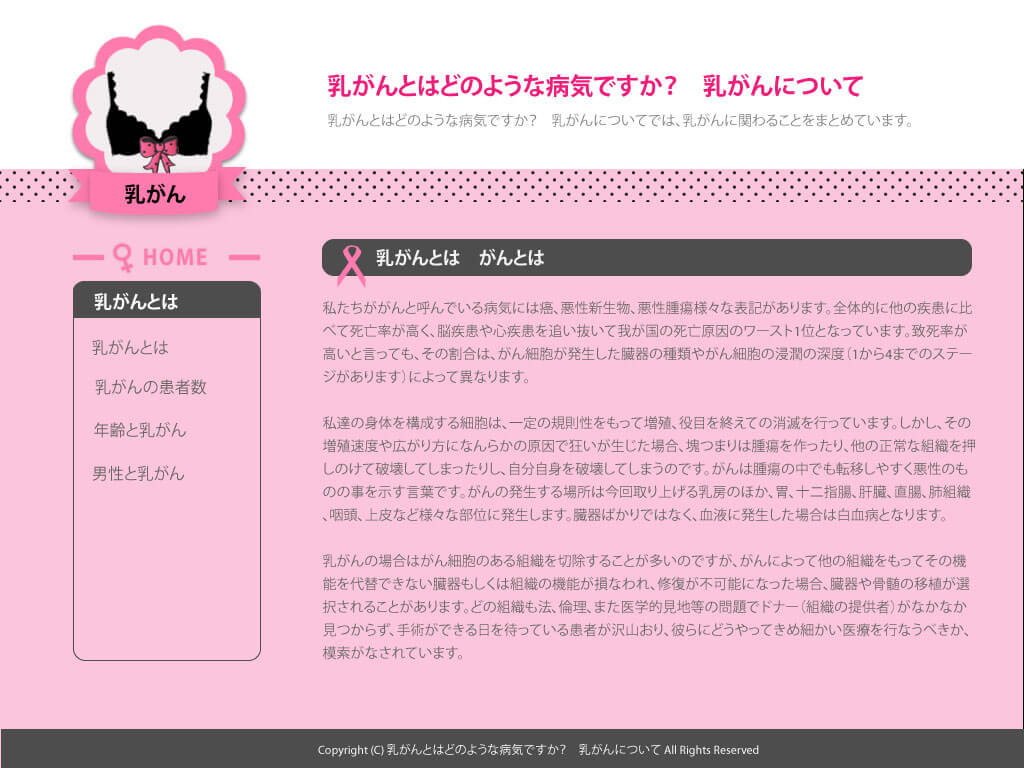 乳がんとはどのような病気ですか？　乳がんについて
乳がんとはどのような病気ですか？　乳がんについてでは、乳がんに関わることをまとめています。
乳がん
HOME
乳がんとは
乳がんとは
乳がんの患者数
年齢と乳がん
男性と乳がん
乳がんとは　がんとは
私たちががんと呼んでいる病気には癌、悪性新生物、悪性腫瘍様々な表記があります。全体的に他の疾患に比
べて死亡率が高く、脳疾患や心疾患を追い抜いて我が国の死亡原因のワースト1位となっています。致死率が
高いと言っても、その割合は、がん細胞が発生した臓器の種類やがん細胞の浸潤の深度（1から4までのステー
ジがあります）によって異なります。
私達の身体を構成する細胞は、一定の規則性をもって増殖、役目を終えての消滅を行っています。しかし、その
増殖速度や広がり方になんらかの原因で狂いが生じた場合、塊つまりは腫瘍を作ったり、他の正常な組織を押
しのけて破壊してしまったりし、自分自身を破壊してしまうのです。がんは腫瘍の中でも転移しやすく悪性のも
のの事を示す言葉です。がんの発生する場所は今回取り上げる乳房のほか、胃、十二指腸、肝臓、直腸、肺組織
、咽頭、上皮など様々な部位に発生します。臓器ばかりではなく、血液に発生した場合は白血病となります。
乳がんの場合はがん細胞のある組織を切除することが多いのですが、がんによって他の組織をもってその機
能を代替できない臓器もしくは組織の機能が損なわれ、修復が不可能になった場合、臓器や骨髄の移植が選
択されることがあります。どの組織も法、倫理、また医学的見地等の問題でドナー（組織の提供者）がなかなか
見つからず、手術ができる日を待っている患者が沢山おり、彼らにどうやってきめ細かい医療を行なうべきか、
模索がなされています。
Copyright (C) 乳がんとはどのような病気ですか？　乳がんについて All Rights Reserved